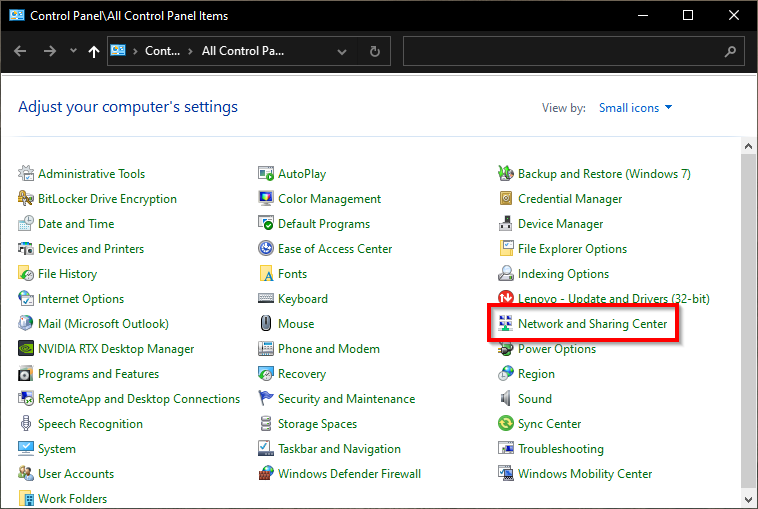 Control Panel\All Control Panel Items
Cont... All Control Pa...
Adjust your computer's settings
View by: Small icons
Administrative Tools
AutoPlay
Backup and Restore (Windows 7)
BitLocker Drive Encryption
Color Management
Credential Manager
Date and Time
Default Programs
Device Manager
Devices and Printers
Ease of Access Center
File Explorer Options
File History
Fonts
Indexing Options
Internet Options
Keyboard
Lenovo - Update and Drivers (32-bit)
Mail (Microsoft Outlook)
Mouse
Network and Sharing Center
NVIDIA RTX Desktop Manager
Phone and Modem
Power Options
Programs and Features
Recovery
Region
RemoteApp and Desktop Connections
Security and Maintenance
Sound
Speech Recognition
Storage Spaces
Sync Center
System
Taskbar and Navigation
Troubleshooting
User Accounts
Windows Defender Firewall
Windows Mobility Center
Work Folders